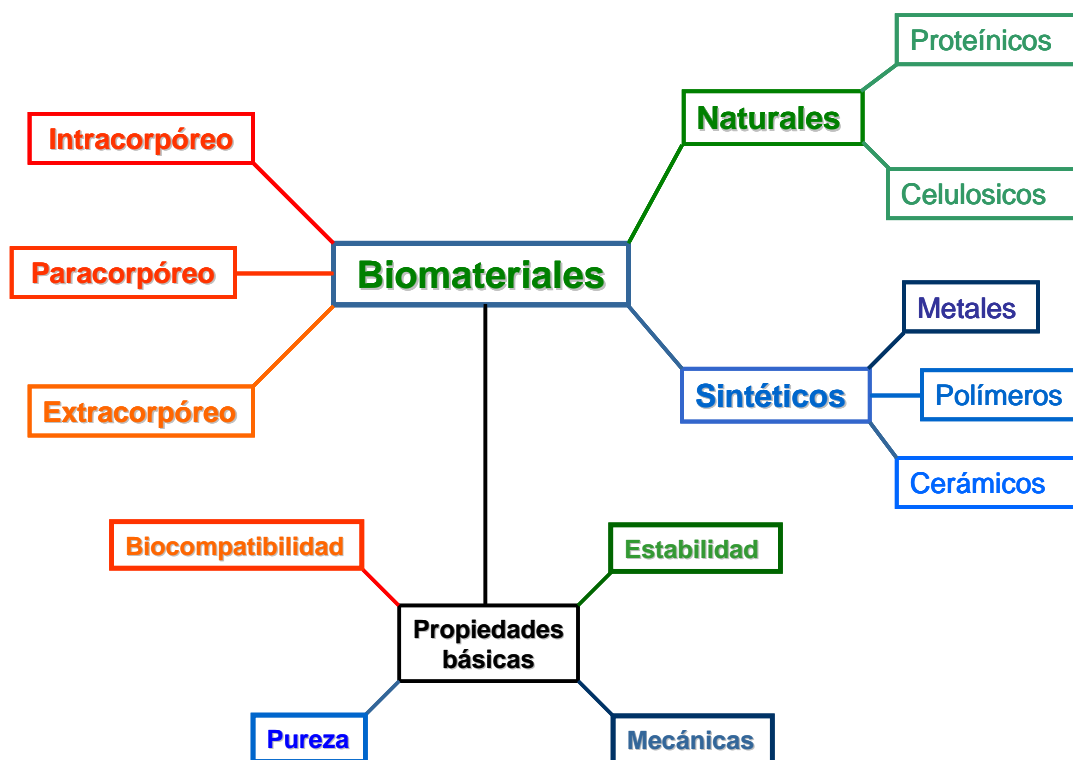 Proteínicos
Naturales
Intracorpóreo
Celulosicos
Paracorpóreo
Biomateriales
Metales
Sintéticos
Polímeros
Extracorpóreo
Cerámicos
Biocompatibilidad
Estabilidad
Propiedades
básicas
Pureza
Mecánicas